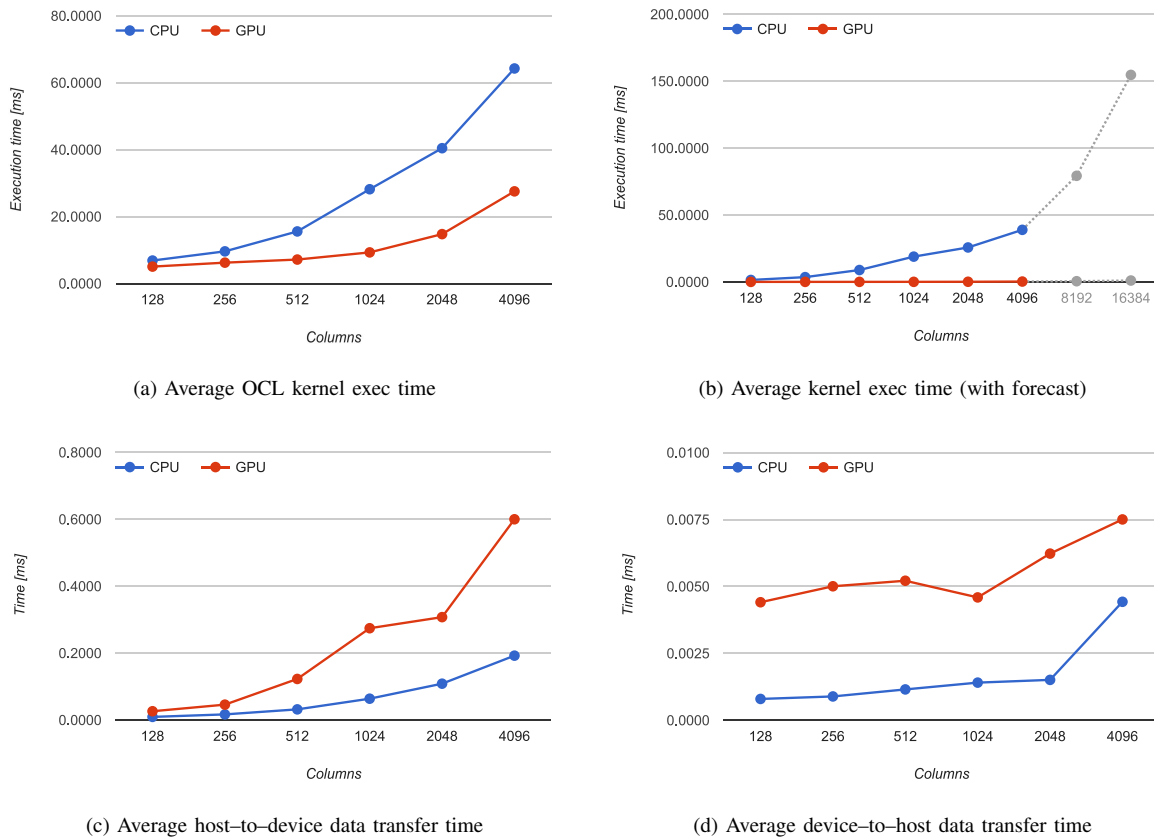 80.0000
CPU GPU
60.0000
40.0000
20.0000
0.0000
Execution time [ms]
128 256 512 1024 2048 4096
Columns
(a) Average OCL kernel exec time
200.0000
CPU GPU
150.0000
100.0000
50.0000
0.0000
Execution time [ms]
128 256 512 1024 2048 4096 8192 16384
Columns
(b) Average kernel exec time (with forecast)
0.8000
CPU GPU
0.6000
0.4000
0.2000
0.0000
Time [ms]
128 256 512 1024 2048 4096
Columns
(c) Average host–to–device data transfer time
0.0100
CPU GPU
0.0075
0.0050
0.0025
0.0000
Time [ms]
128 256 512 1024 2048 4096
Columns
(d) Average device–to–host data transfer time